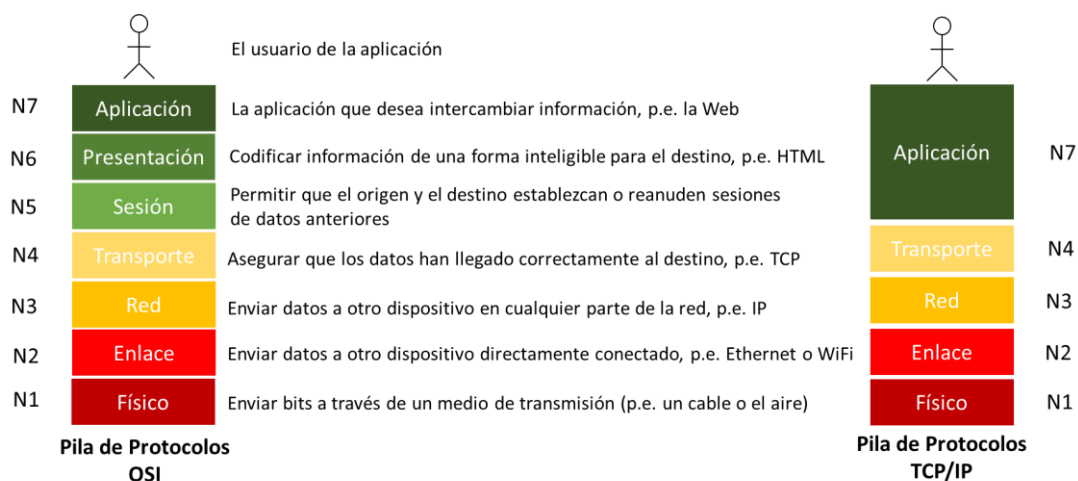 El usuario de la aplicación
N7 Aplicación La aplicación que desea intercambiar información, p.e. la Web
N6 Presentación Codificar información de una forma inteligible para el destino, p.e. HTML Aplicación N7
N5 Sesión Permitir que el origen y el destino establezcan o reanuden sesiones
de datos anteriores
N4 Transporte Asegurar que los datos han llegado correctamente al destino, p.e. TCP Transporte N4
N3 Red Enviar datos a otro dispositivo en cualquier parte de la red, p.e. IP Red N3
N2 Enlace Enviar datos a otro dispositivo directamente conectado, p.e. Ethernet o WiFi Enlace N2
N1 Físico Enviar bits a través de un medio de transmisión (p.e. un cable o el aire) Físico N1
Pila de Protocolos
OSI
Pila de Protocolos
TCP/IP